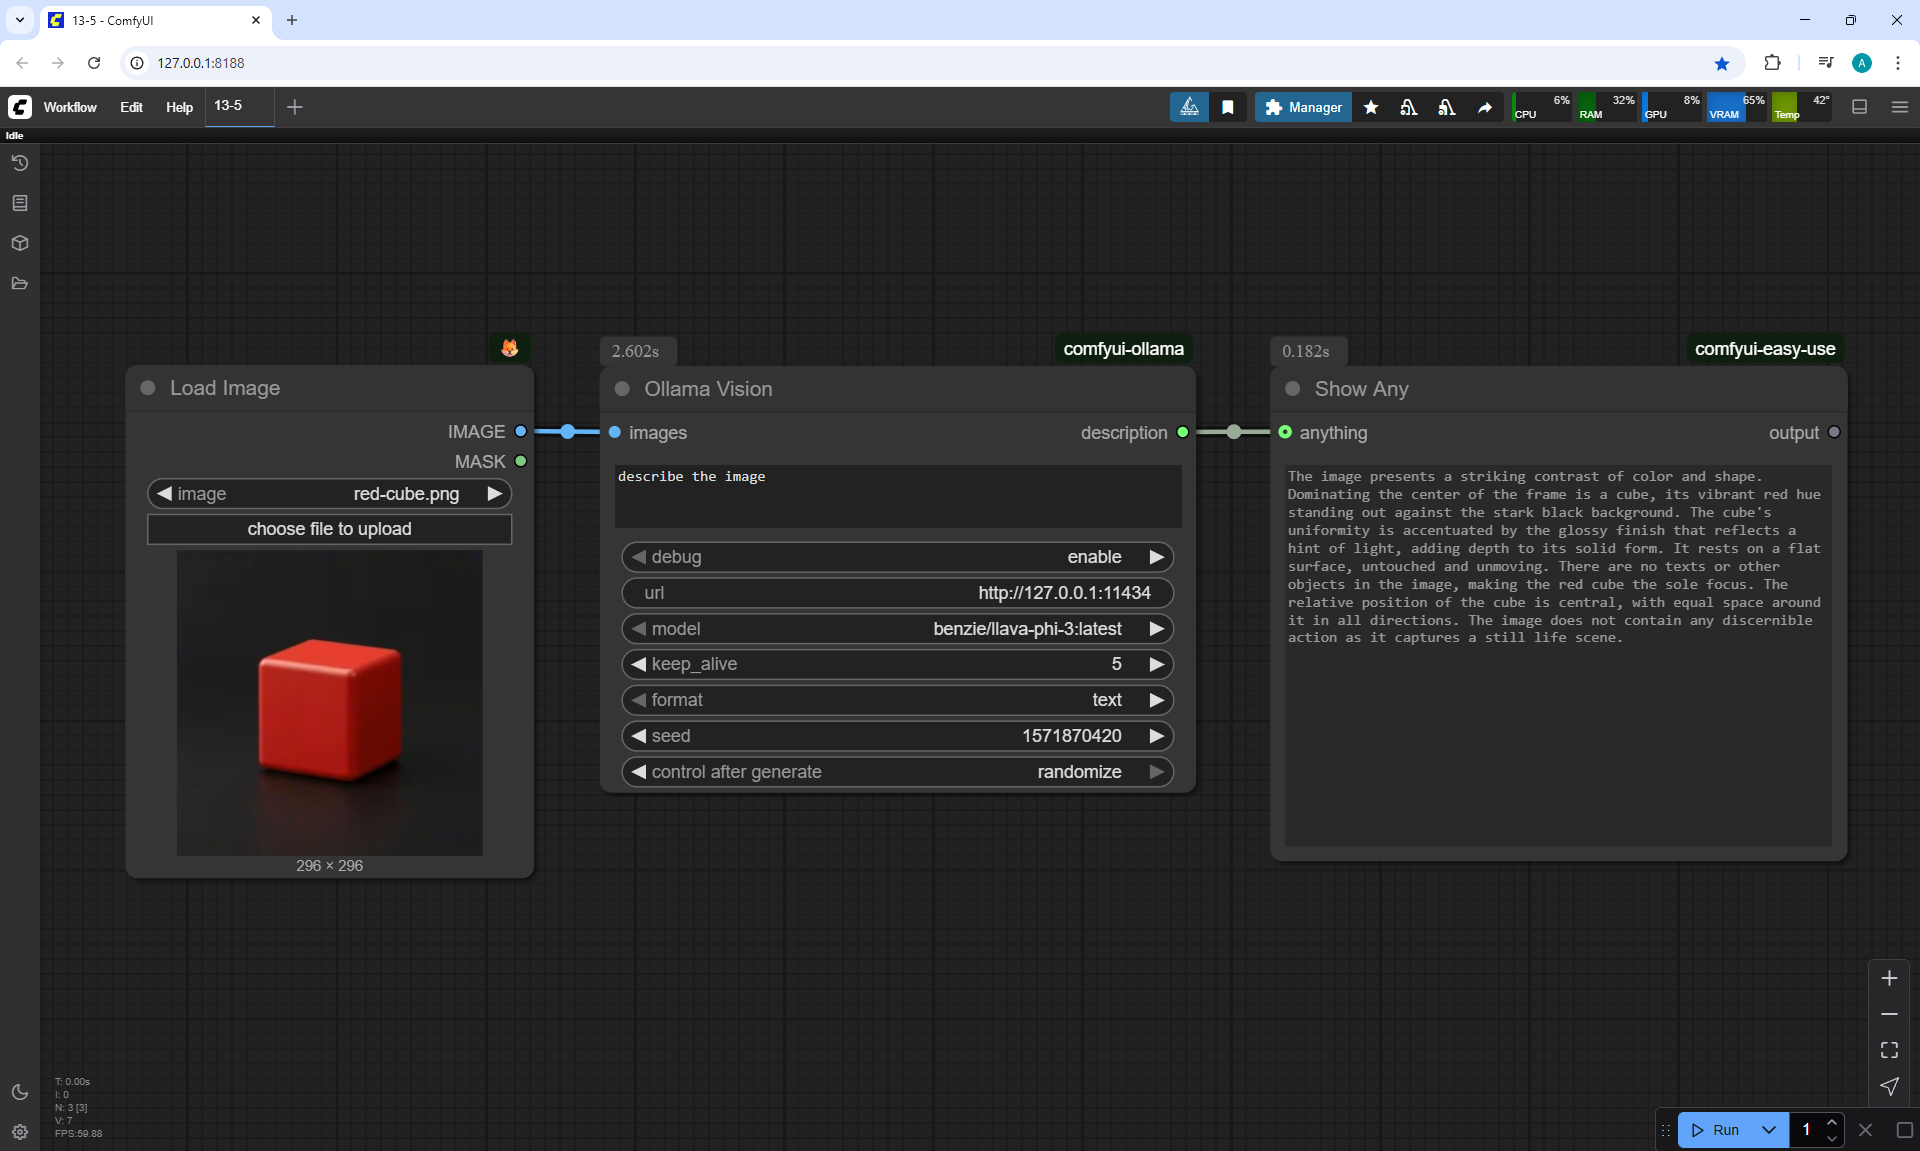 13-5 - ComfyUI
127.0.0.1:8188
Workflow Edit Help 13-5
Manager
CPU 6% RAM 32% GPU 8% VRAM 65% Temp 42°
Idle
Load Image
IMAGE
MASK
image red-cube.png
choose file to upload
296 × 296
2.602s
comfyui-ollama
Ollama Vision
images description
describe the image
debug enable
url http://127.0.0.1:11434
model benzie/llava-phi-3:latest
keep_alive 5
format text
seed 1571870420
control after generate randomize
0.182s
comfyui-easy-use
Show Any
anything output
The image presents a striking contrast of color and shape.
Dominating the center of the frame is a cube, its vibrant red hue
standing out against the stark black background. The cube's
uniformity is accentuated by the glossy finish that reflects a
hint of light, adding depth to its solid form. It rests on a flat
surface, untouched and unmoving. There are no texts or other
objects in the image, making the red cube the sole focus. The
relative position of the cube is central, with equal space around
it in all directions. The image does not contain any discernible
action as it captures a still life scene.
T: 0.00s
I: 0
N: 3 [3]
V: 7
FPS:59.88
Run 1
A